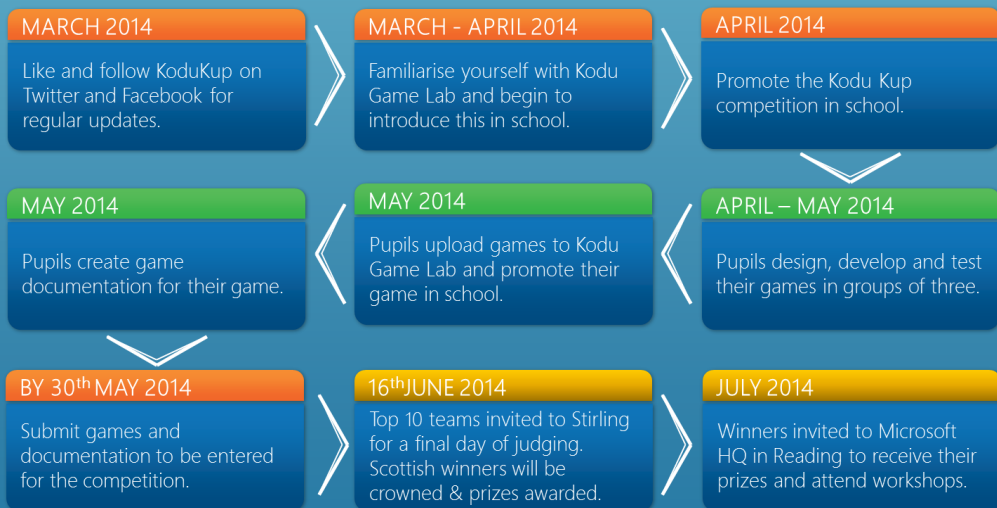 MARCH 2014
Like and follow KoduKup on
Twitter and Facebook for
regular updates.
MARCH - APRIL 2014
Familiarise yourself with Kodu
Game Lab and begin to
introduce this in school.
APRIL 2014
Promote the Kodu Kup
competition in school.
APRIL – MAY 2014
Pupils design, develop and test
their games in groups of three.
MAY 2014
Pupils upload games to Kodu
Game Lab and promote their
game in school.
MAY 2014
Pupils create game
documentation for their game.
BY 30th MAY 2014
Submit games and
documentation to be entered
for the competition.
16th JUNE 2014
Top 10 teams invited to Stirling
for a final day of judging.
Scottish winners will be
crowned & prizes awarded.
JULY 2014
Winners invited to Microsoft
HQ in Reading to receive their
prizes and attend workshops.